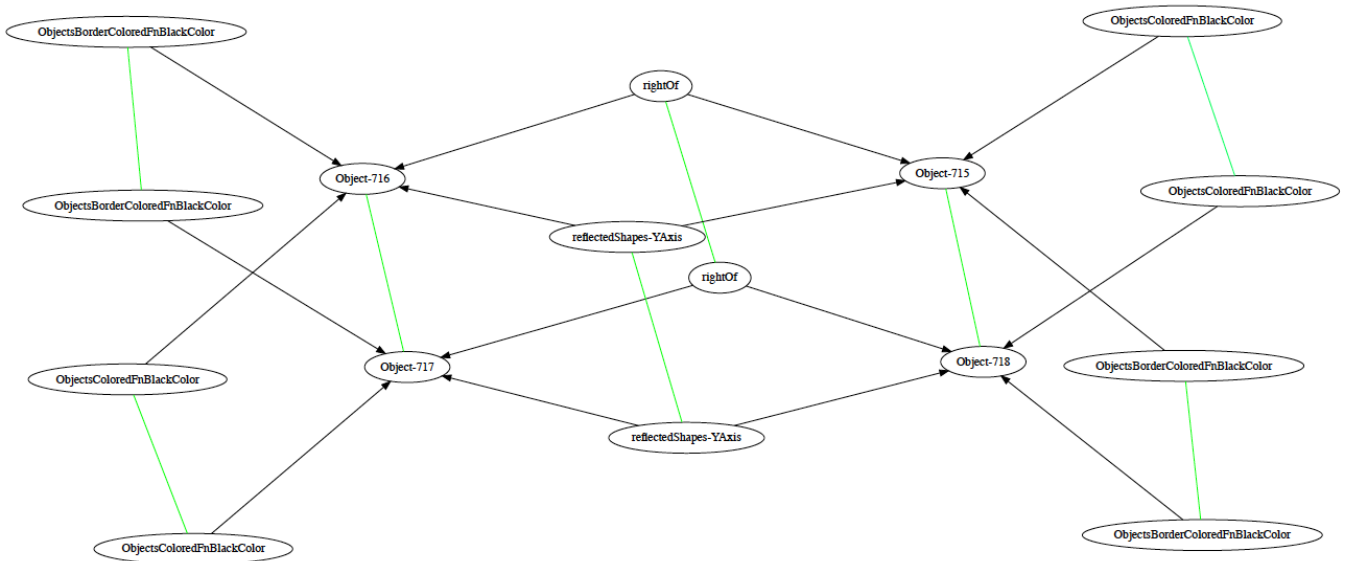 ObjectsBorderColoredFnBlackColor
ObjectsColoredFnBlackColor
rightOf
Object-716
Object-715
ObjectsBorderColoredFnBlackColor
ObjectsColoredFnBlackColor
reflectedShapes-YAxis
rightOf
Object-717
Object-718
ObjectsColoredFnBlackColor
ObjectsBorderColoredFnBlackColor
reflectedShapes-YAxis
ObjectsColoredFnBlackColor
ObjectsBorderColoredFnBlackColor